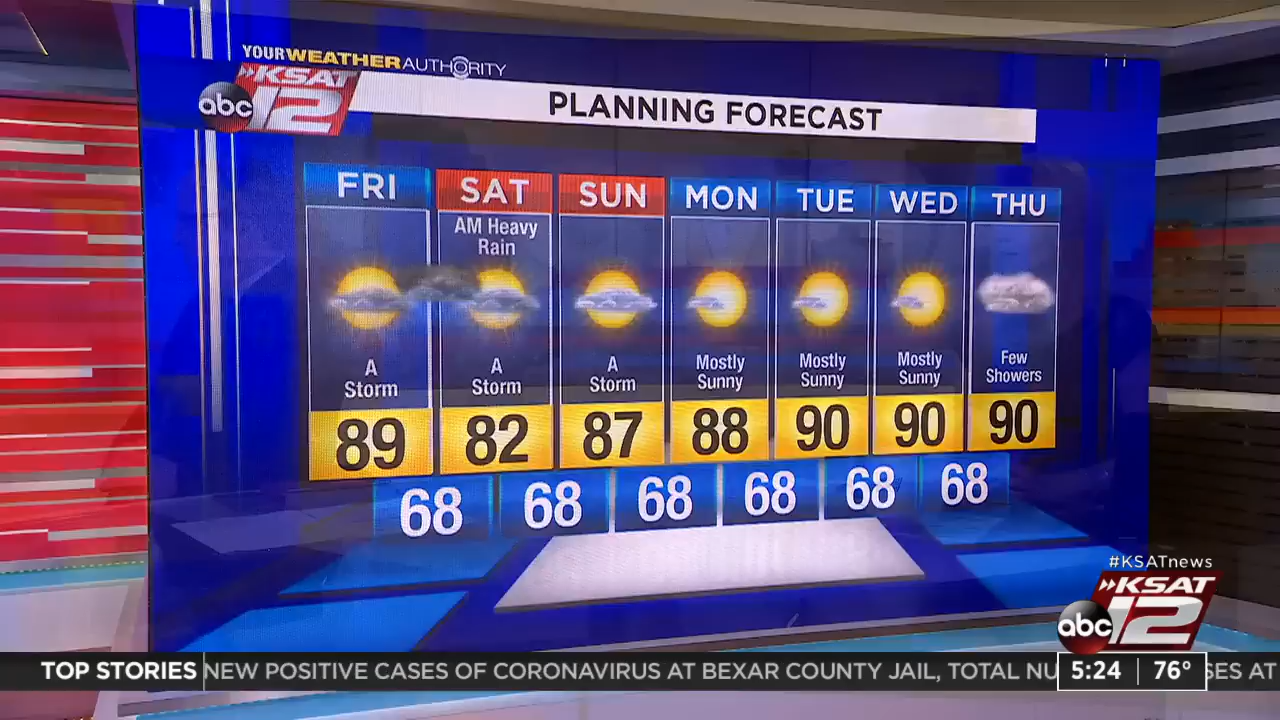 YOURWEATHERAUTHORITY
KSAT
abc 12
PLANNING FORECAST
FRI SAT SUN MON TUE WED THU
AM Heavy
Rain
A
Storm
A
Storm
A
Storm
Mostly
Sunny
Mostly
Sunny
Mostly
Sunny
Few
Showers
89 82 87 88 90 90 90
68 68 68 68 68 68
#KSATnews
KSAT
abc 12
TOP STORIES NEW POSITIVE CASES OF CORONAVIRUS AT BEXAR COUNTY JAIL, TOTAL NU 5:24 76° SES AT